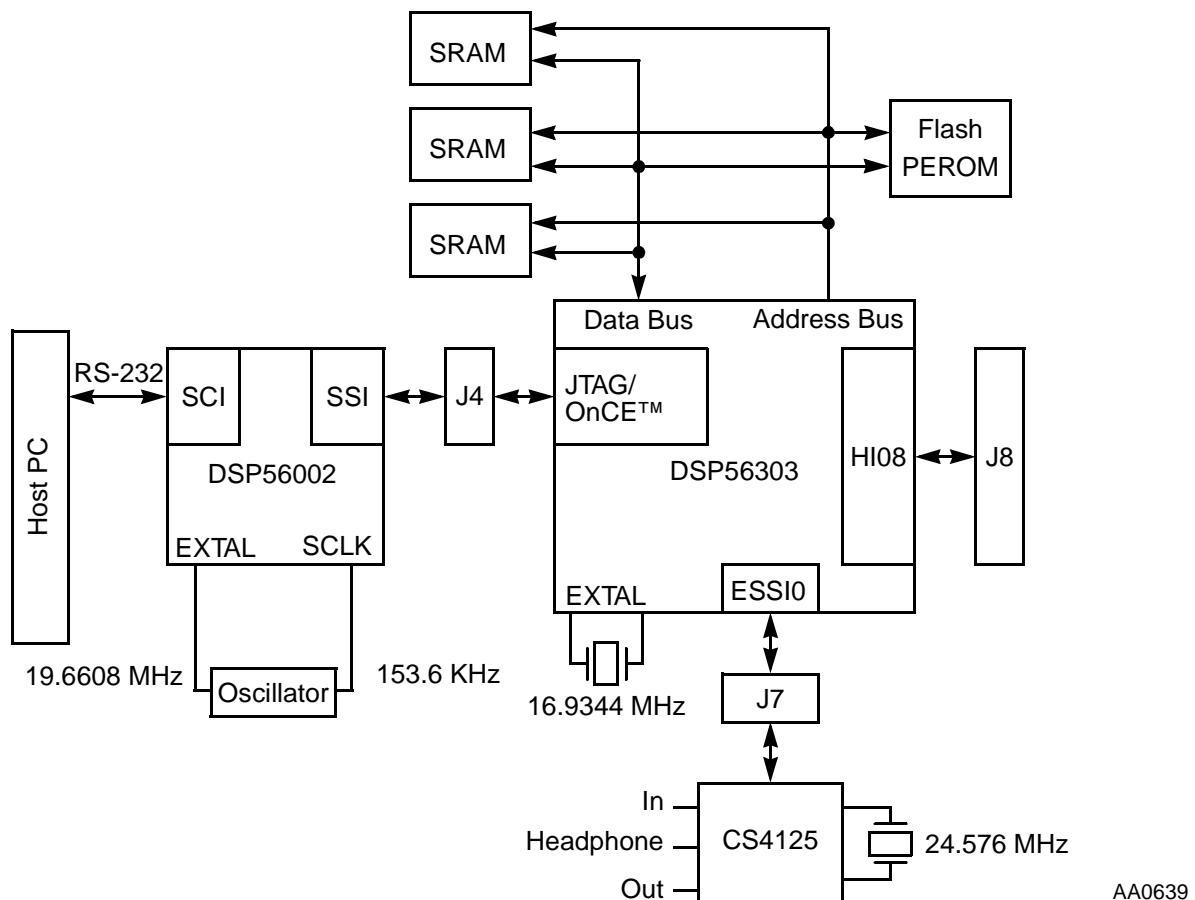 SRAM
SRAM
Flash
PEROM
SRAM
Data Bus
Address Bus
Host PC
RS-232
SCI
SSI
J4
JTAG/
OnCE™
HI08
J8
DSP56002
DSP56303
EXTAL
SCLK
EXTAL
ESSI0
19.6608 MHz
Oscillator
153.6 KHz
16.9344 MHz
J7
In
Headphone
Out
CS4125
24.576 MHz
AA0639